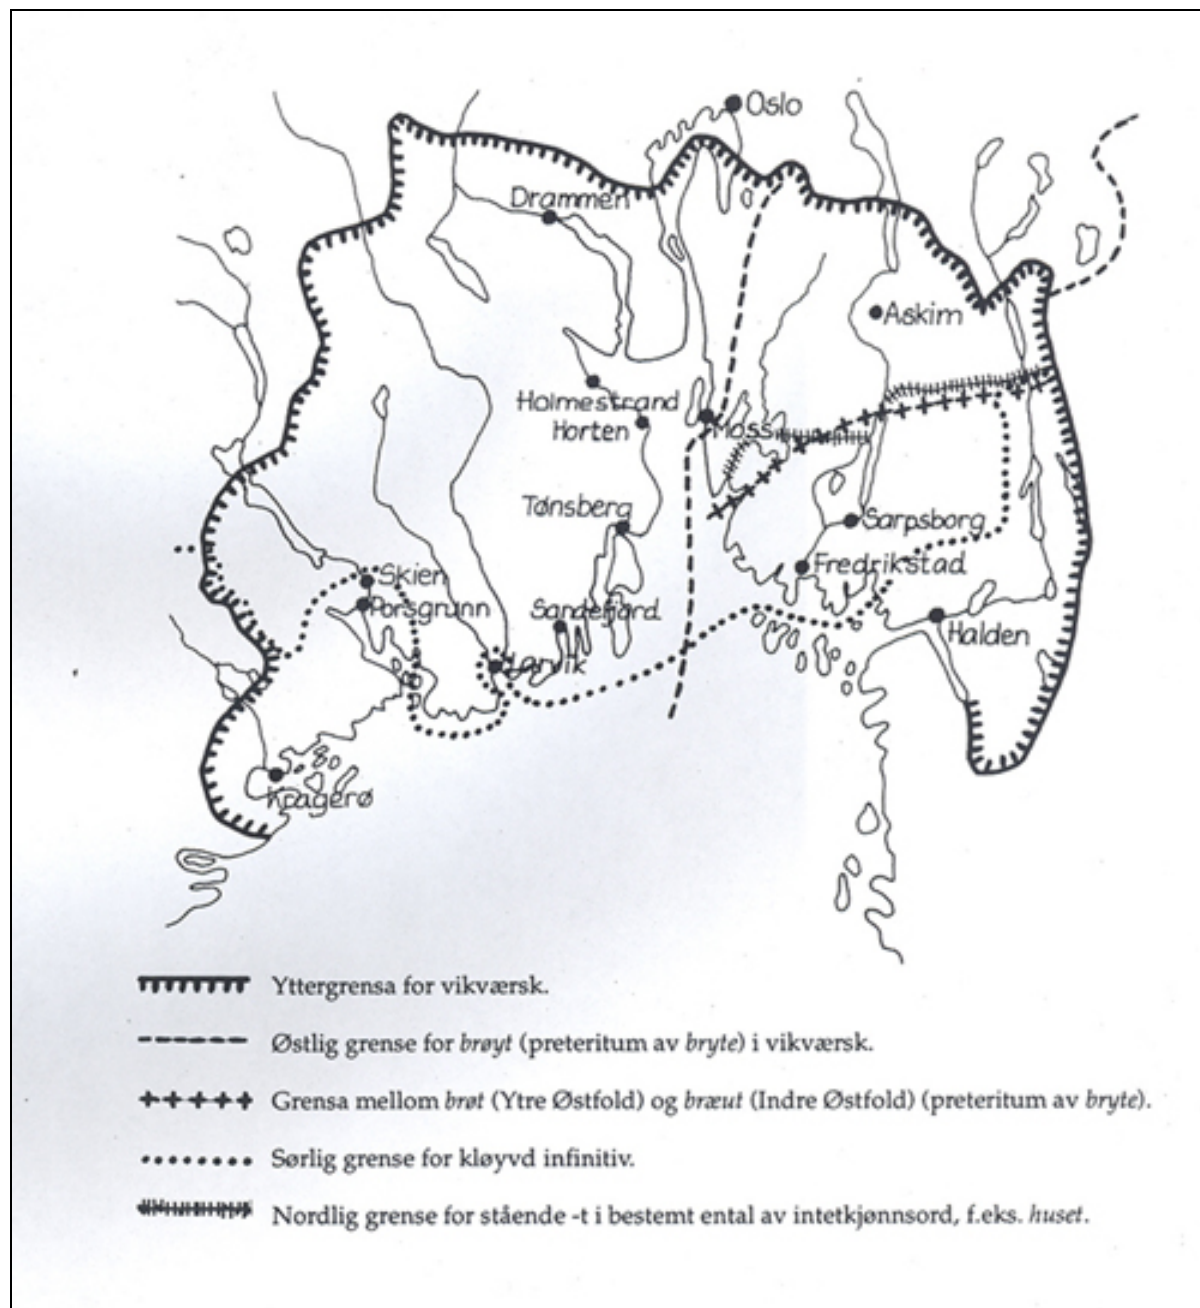 Oslo
Drammen
Askim
Holmestrand
Horten
Moss
Tønsberg
Sarpsborg
Fredrikstad
Skien
Porsgrunn
Sandefjord
Halden
Larvik
Kragerø
Yttergrensa for vikværsk.
Østlig grense for brøyt (preteritum av bryte) i vikværsk.
Grensa mellom brøt (Ytre Østfold) og bræut (Indre Østfold) (preteritum av bryte).
Sørlig grense for kløyvd infinitiv.
Nordlig grense for stående -t i bestemt ental av intetkjønnsord, f.eks. huset.